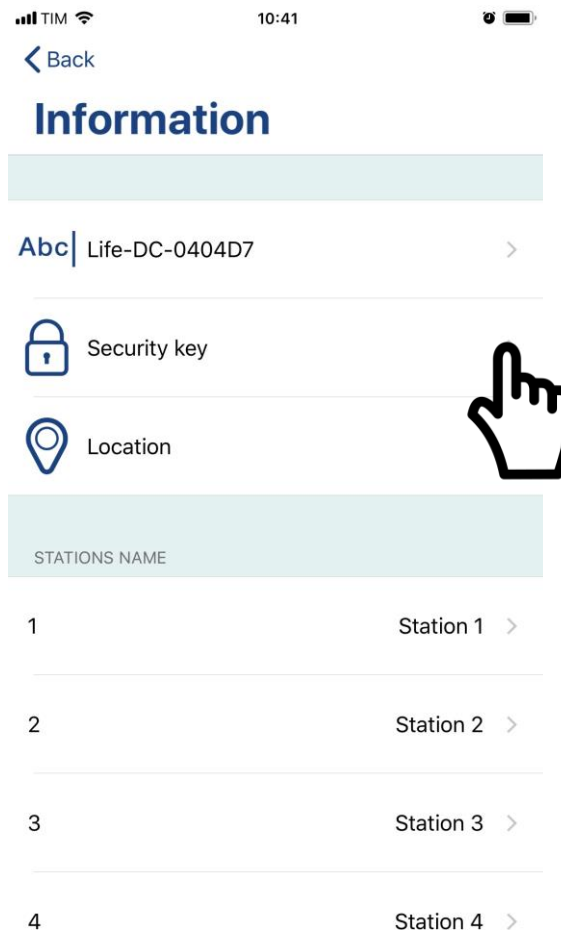 TIM 10:41
Back
Information
Abc Life-DC-0404D7
Security key
Location
STATIONS NAME
1 Station 1
2 Station 2
3 Station 3
4 Station 4